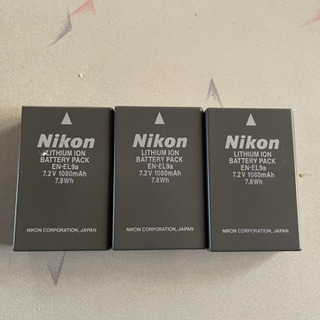 Nikon
LITHIUM ION
BATTERY PACK
EN-EL9a
7.2V 1080mAh
7.8Wh
NIKON CORPORATION, JAPAN
Nikon
LITHIUM ION
BATTERY PACK
EN-EL9a
7.2V 1080mAh
7.8Wh
NIKON CORPORATION, JAPAN
Nikon
LITHIUM ION
BATTERY PACK
EN-EL9a
7.2V 1080mAh
7.8Wh
NIKON CORPORATION, JAPAN